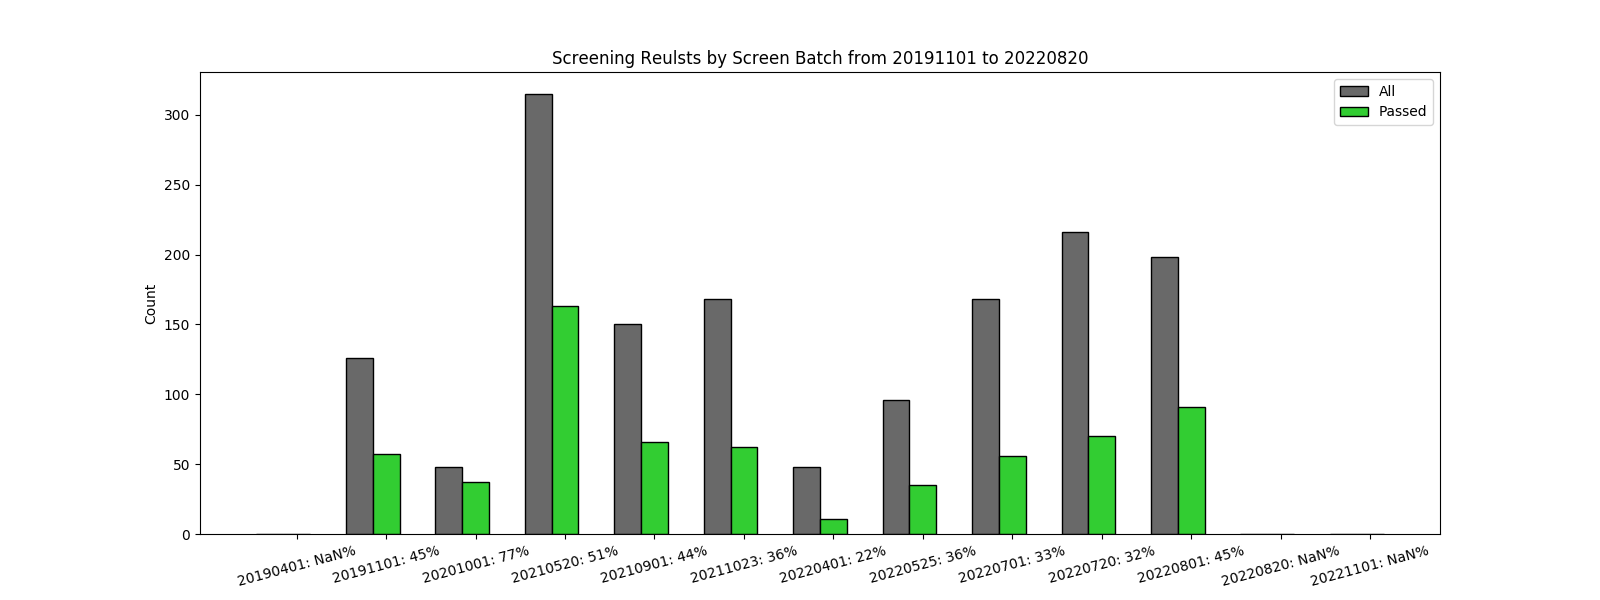 Screening Reulsts by Screen Batch from 20191101 to 20220820
All
Passed
Count
300
250
200
150
100
50
0
20190401: NaN%
20191101: 45%
20201001: 77%
20210520: 51%
20210901: 44%
20211023: 36%
20220401: 22%
20220525: 36%
20220701: 33%
20220720: 32%
20220801: 45%
20220820: NaN%
20221101: NaN%